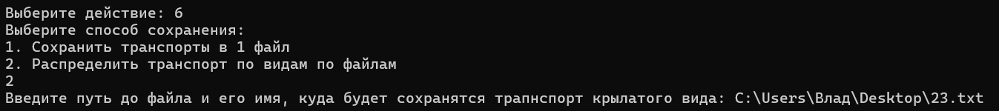 Выберите действие: 6
Выберите способ сохранения:
1. Сохранить транспорты в 1 файл
2. Распределить транспорт по видам по файлам
2
Введите путь до файла и его имя, куда будет сохранятся трапнспорт крылатого вида: C:\Users\Влад\Desktop\23.txt